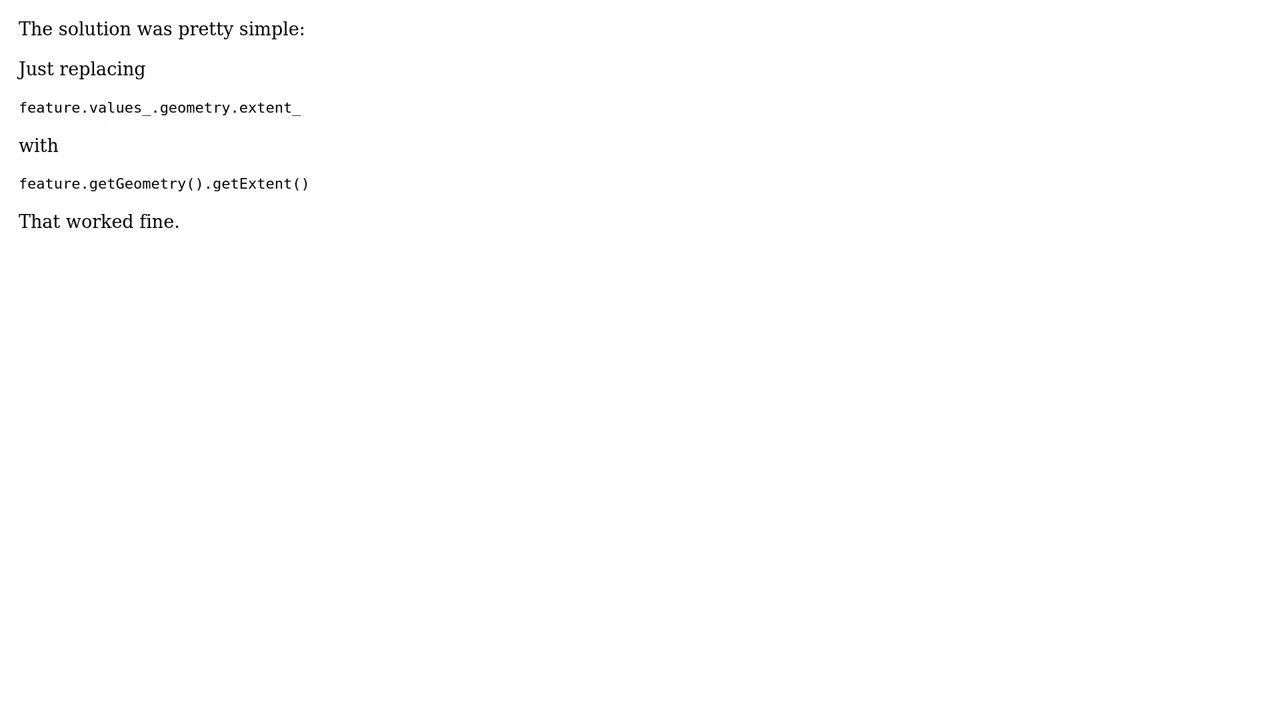 The solution was pretty simple:
Just replacing
feature.values_.geometry.extent_
with
feature.getGeometry().getExtent()
That worked fine.